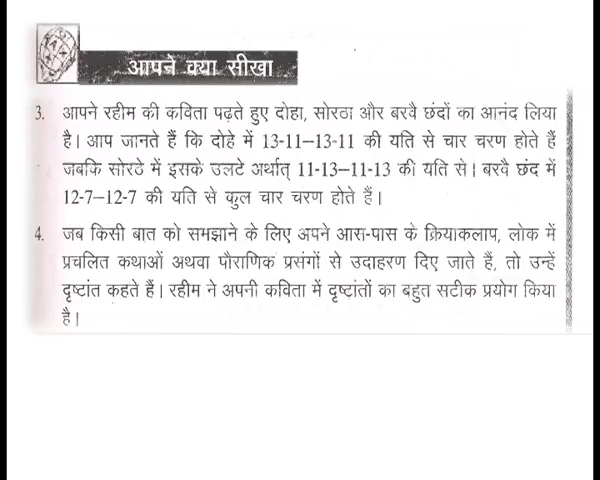 आपने क्या सीखा
3. आपने रहीम की कविता पढ़ते हुए दोहा, सोरठा और बरवै छंदों का आनंद लिया
है। आप जानते हैं कि दोहे में 13-11–13-11 की यति से चार चरण होते हैं
जबकि सोरठे में इसके उलटे अर्थात् 11-13–11-13 की यति से। बरवै छंद में
12-7–12-7 की यति से कुल चार चरण होते हैं।
4. जब किसी बात को समझाने के लिए अपने आस-पास के क्रियाकलाप, लोक में
प्रचलित कथाओं अथवा पौराणिक प्रसंगों से उदाहरण दिए जाते हैं, तो उन्हें
दृष्टांत कहते हैं। रहीम ने अपनी कविता में दृष्टांतों का बहुत सटीक प्रयोग किया
है।